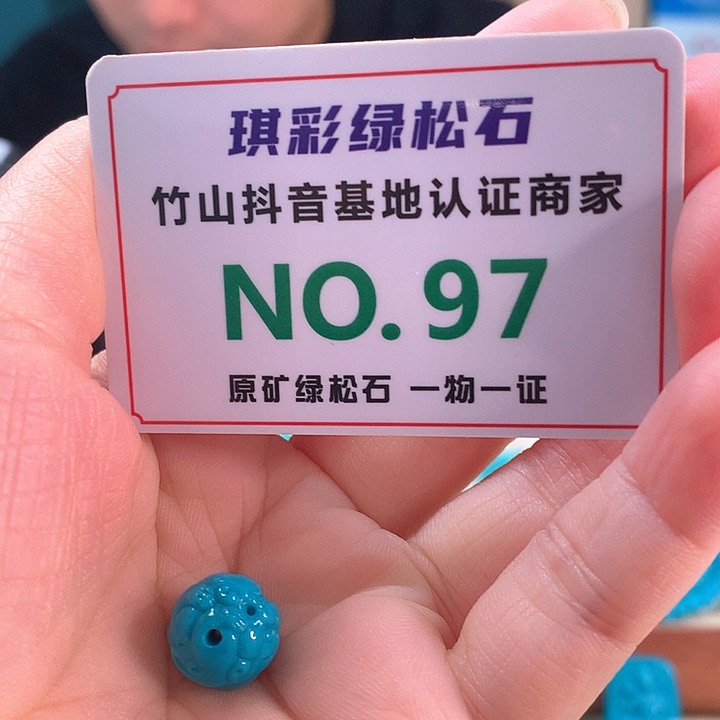 琪彩绿松石
竹山抖音基地认证商家
NO.97
原矿绿松石 一物一证